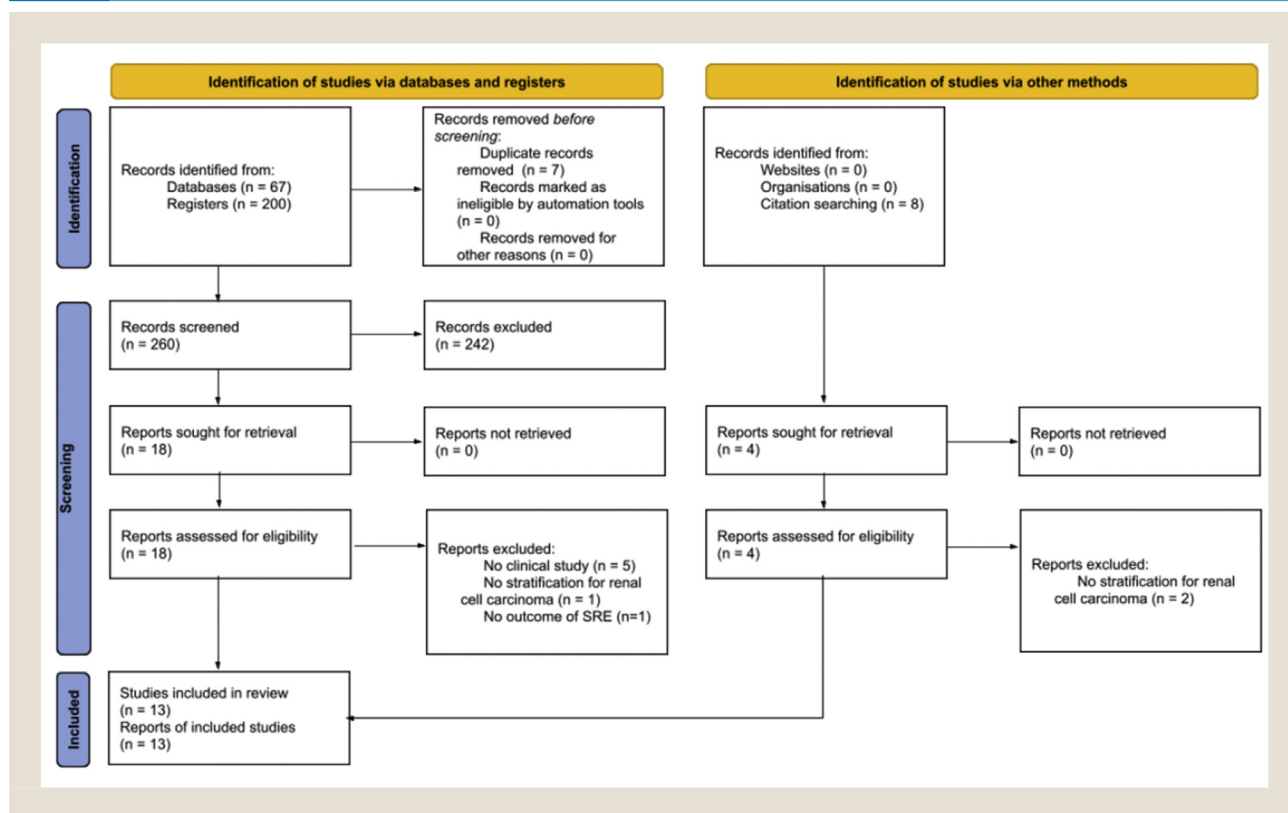 Identification of studies via databases and registers
Identification of studies via other methods
Identification
Records identified from:
Databases (n = 67)
Registers (n = 200)
Records removed before
screening:
Duplicate records
removed (n = 7)
Records marked as
ineligible by automation tools
(n = 0)
Records removed for
other reasons (n = 0)
Records identified from:
Websites (n = 0)
Organisations (n = 0)
Citation searching (n = 8)
Screening
Records screened
(n = 260)
Records excluded
(n = 242)
Reports sought for retrieval
(n = 18)
Reports not retrieved
(n = 0)
Reports sought for retrieval
(n = 4)
Reports not retrieved
(n = 0)
Reports assessed for eligibility
(n = 18)
Reports excluded:
No clinical study (n = 5)
No stratification for renal
cell carcinoma (n = 1)
No outcome of SRE (n=1)
Reports assessed for eligibility
(n = 4)
Reports excluded:
No stratification for renal
cell carcinoma (n = 2)
Included
Studies included in review
(n = 13)
Reports of included studies
(n = 13)